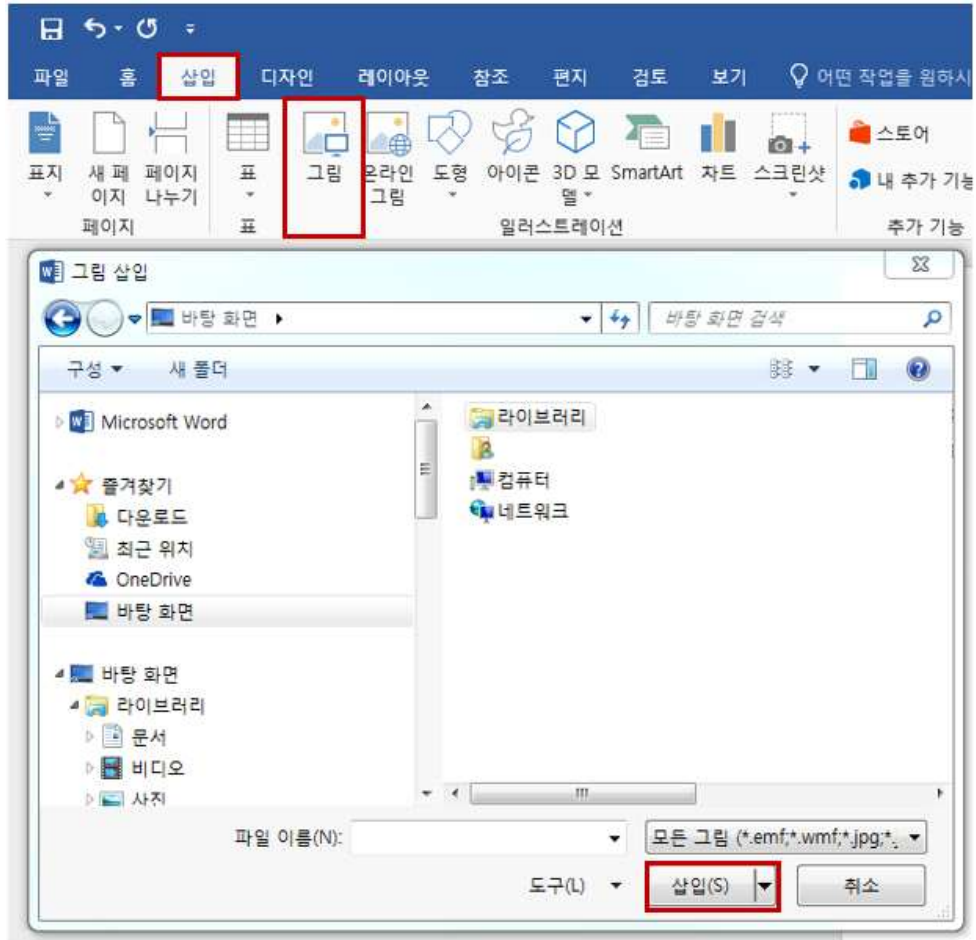 파일 홈 삽입 디자인 레이아웃 참조 편지 검토 보기 어떤 작업을 원하시
표지 새 페이지 페이지 나누기 표 그림 온라인 그림 도형 아이콘 3D 모델 SmartArt 차트 스크린샷 스토어
내 추가 기능
페이지 표 일러스트레이션 추가 기능
그림 삽입
바탕 화면 바탕 화면 검색
구성 새 폴더
Microsoft Word 라이브러리
즐겨찾기 컴퓨터
다운로드 네트워크
최근 위치
OneDrive
바탕 화면
바탕 화면
라이브러리
문서
비디오
사진
파일 이름(N): 모든 그림 (*.emf;*.wmf;*.jpg;*.
도구(L) 삽입(S) 취소